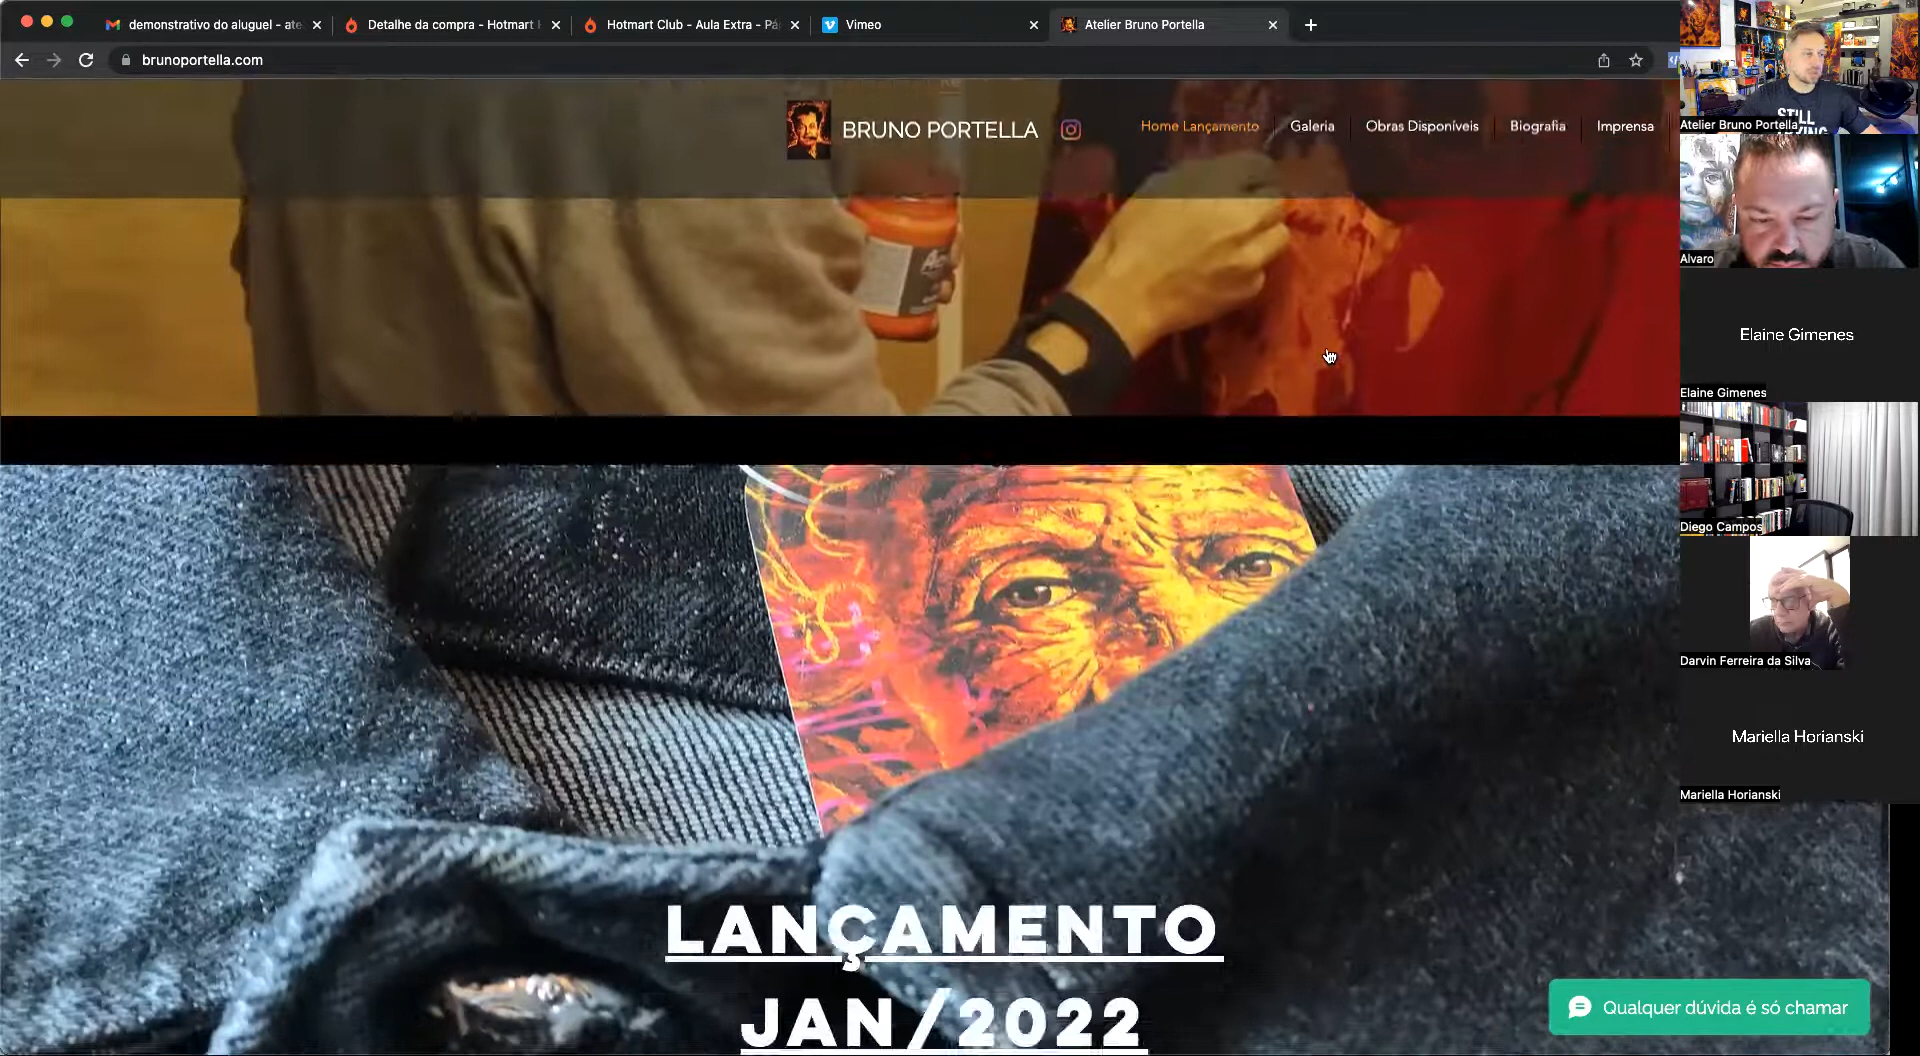 demonstrativo do aluguel - ate
Detalhe da compra - Hotmart
Hotmart Club - Aula Extra - Pá
Vimeo
Atelier Bruno Portella
brunoportella.com
BRUNO PORTELLA
Home Lançamento
Galeria
Obras Disponíveis
Biografia
Imprensa
STILL
Atelier Bruno Portella
Alvaro
Elaine Gimenes
Elaine Gimenes
Diego Campos
Darvin Ferreira da Silva
Mariella Horianski
Mariella Horianski
LANÇAMENTO
JAN/2022
Qualquer dúvida é só chamar